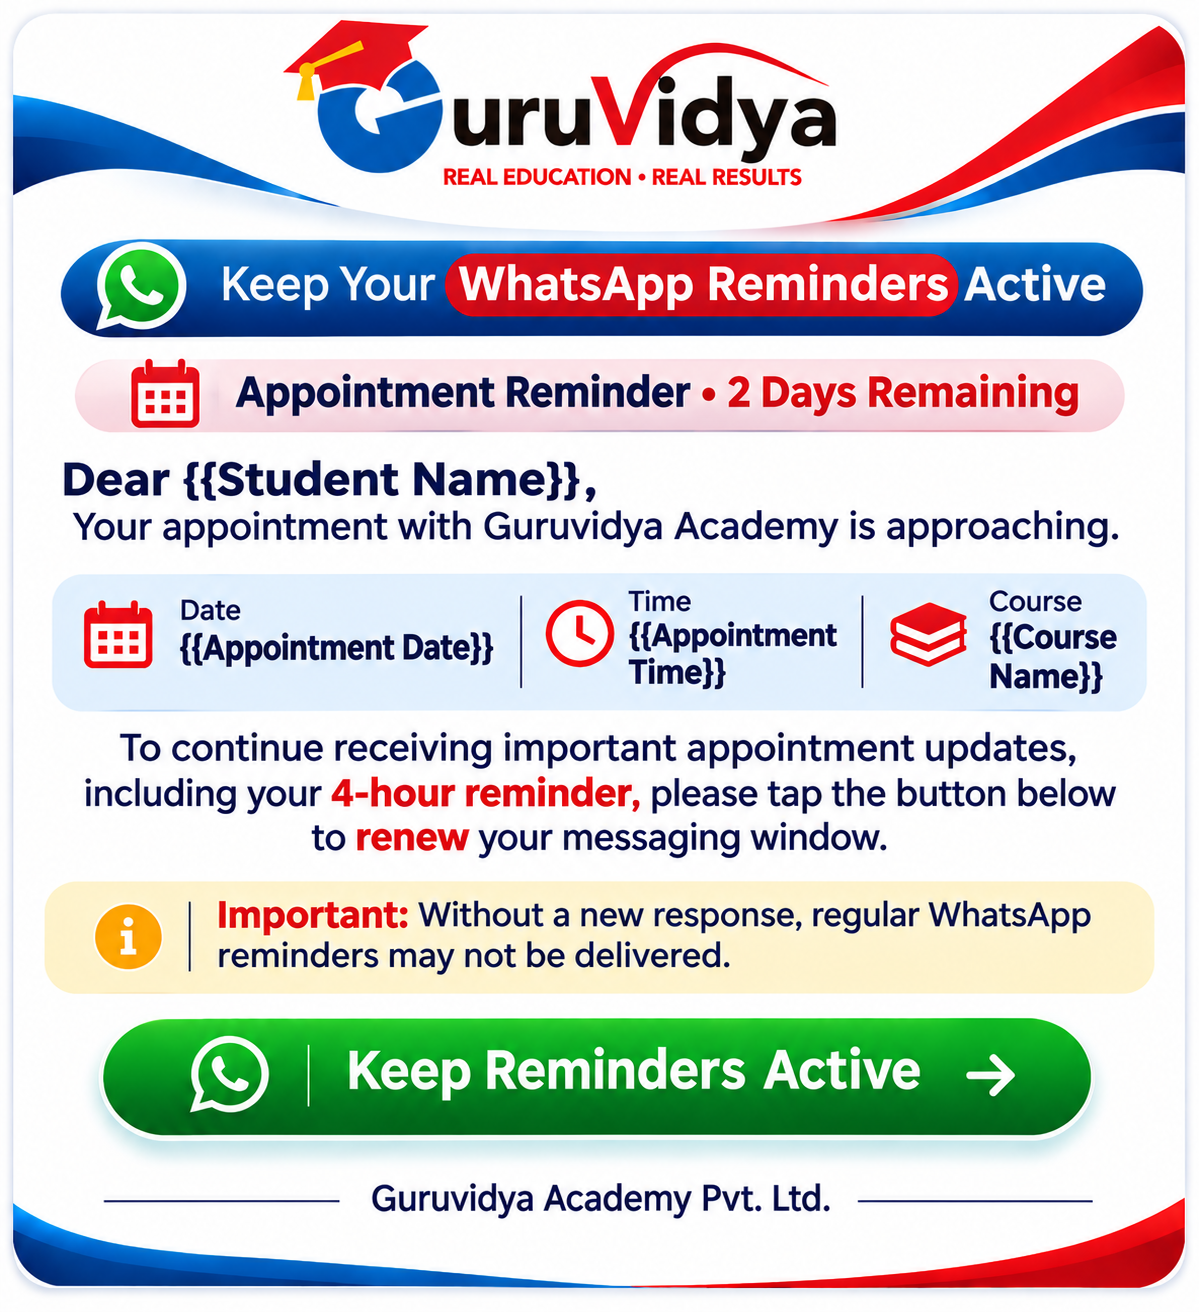 GuruVidya
REAL EDUCATION • REAL RESULTS
Keep Your WhatsApp Reminders Active
Appointment Reminder • 2 Days Remaining
Dear {{Student Name}},
Your appointment with Guruvidya Academy is approaching.
Date
{{Appointment Date}}
Time
{{Appointment
Time}}
Course
{{Course
Name}}
To continue receiving important appointment updates,
including your 4-hour reminder, please tap the button below
to renew your messaging window.
Important: Without a new response, regular WhatsApp
reminders may not be delivered.
Keep Reminders Active
Guruvidya Academy Pvt. Ltd.